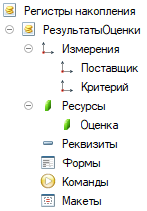 Регистры накопления
РезультатыОценки
Измерения
Поставщик
Критерий
Ресурсы
Оценка
Реквизиты
Формы
Команды
Макеты